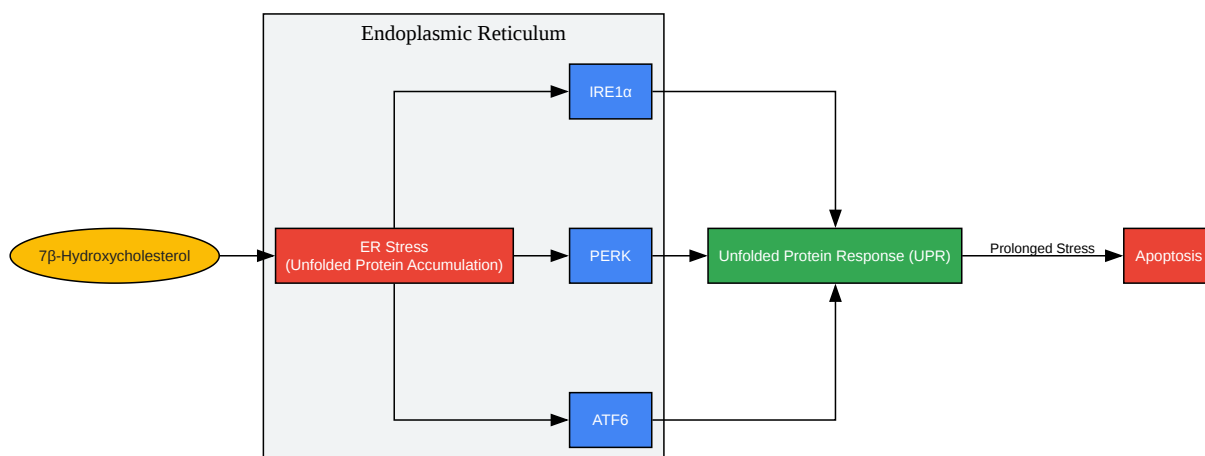 Endoplasmic Reticulum
IRE1α
7β-Hydroxycholesterol
ER Stress
(Unfolded Protein Accumulation)
PERK
Unfolded Protein Response (UPR)
Prolonged Stress
Apoptosis
ATF6